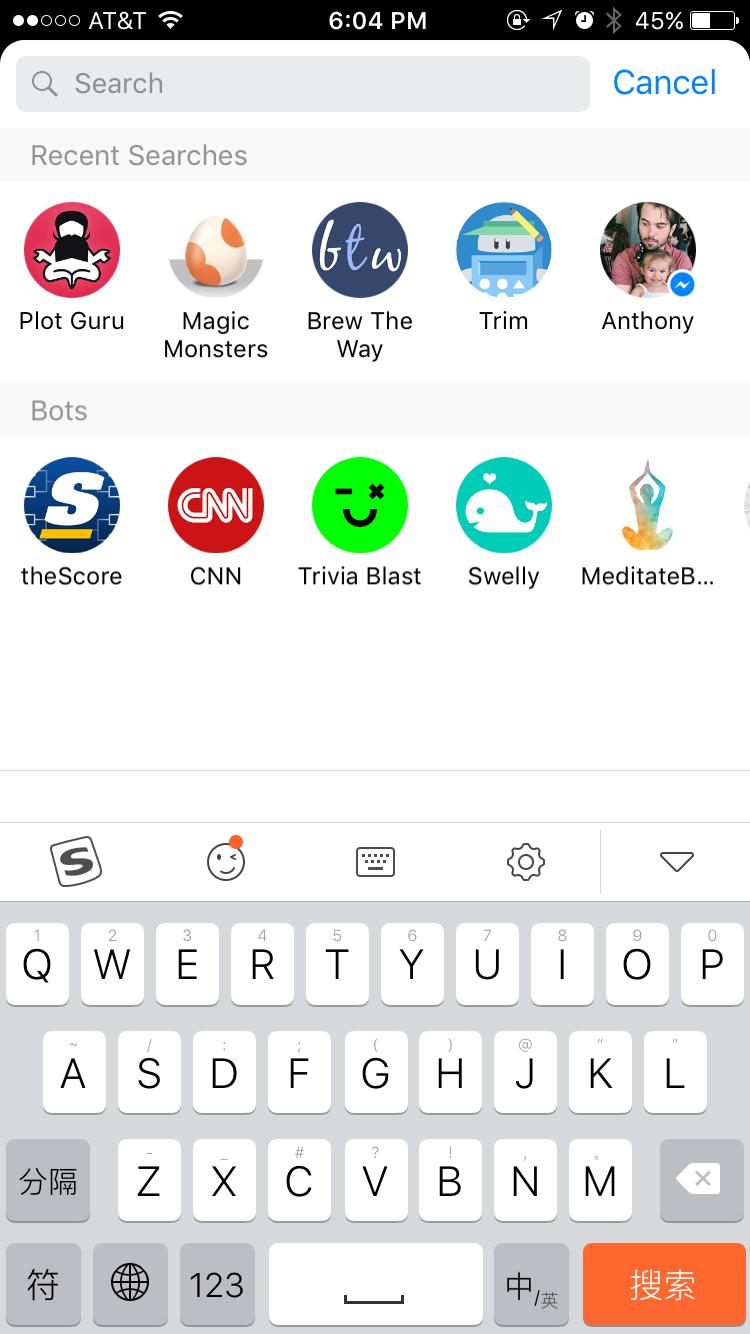 AT&T 6:04 PM 45%
Search Cancel
Recent Searches
btw
Plot Guru Magic Monsters Brew The Way Trim Anthony
Bots
S CNN
theScore CNN Trivia Blast Swelly MeditateB...
S
1 2 3 4 5 6 7 8 9 0
Q W E R T Y U I O P
~ / : ; ( ) @ “ ”
A S D F G H J K L
- _ # ? ! , 。
分隔 Z X C V B N M
符 123 中/英 搜索